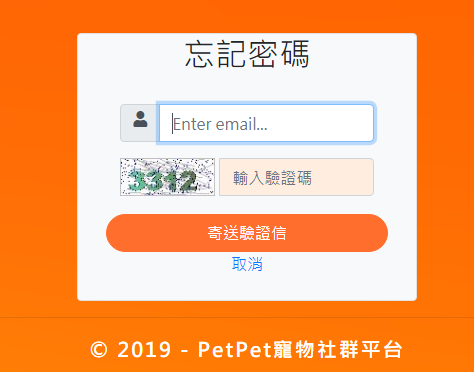 忘記密碼
Enter email...
3312 輸入驗證碼
寄送驗證信
取消
© 2019 - PetPet寵物社群平台